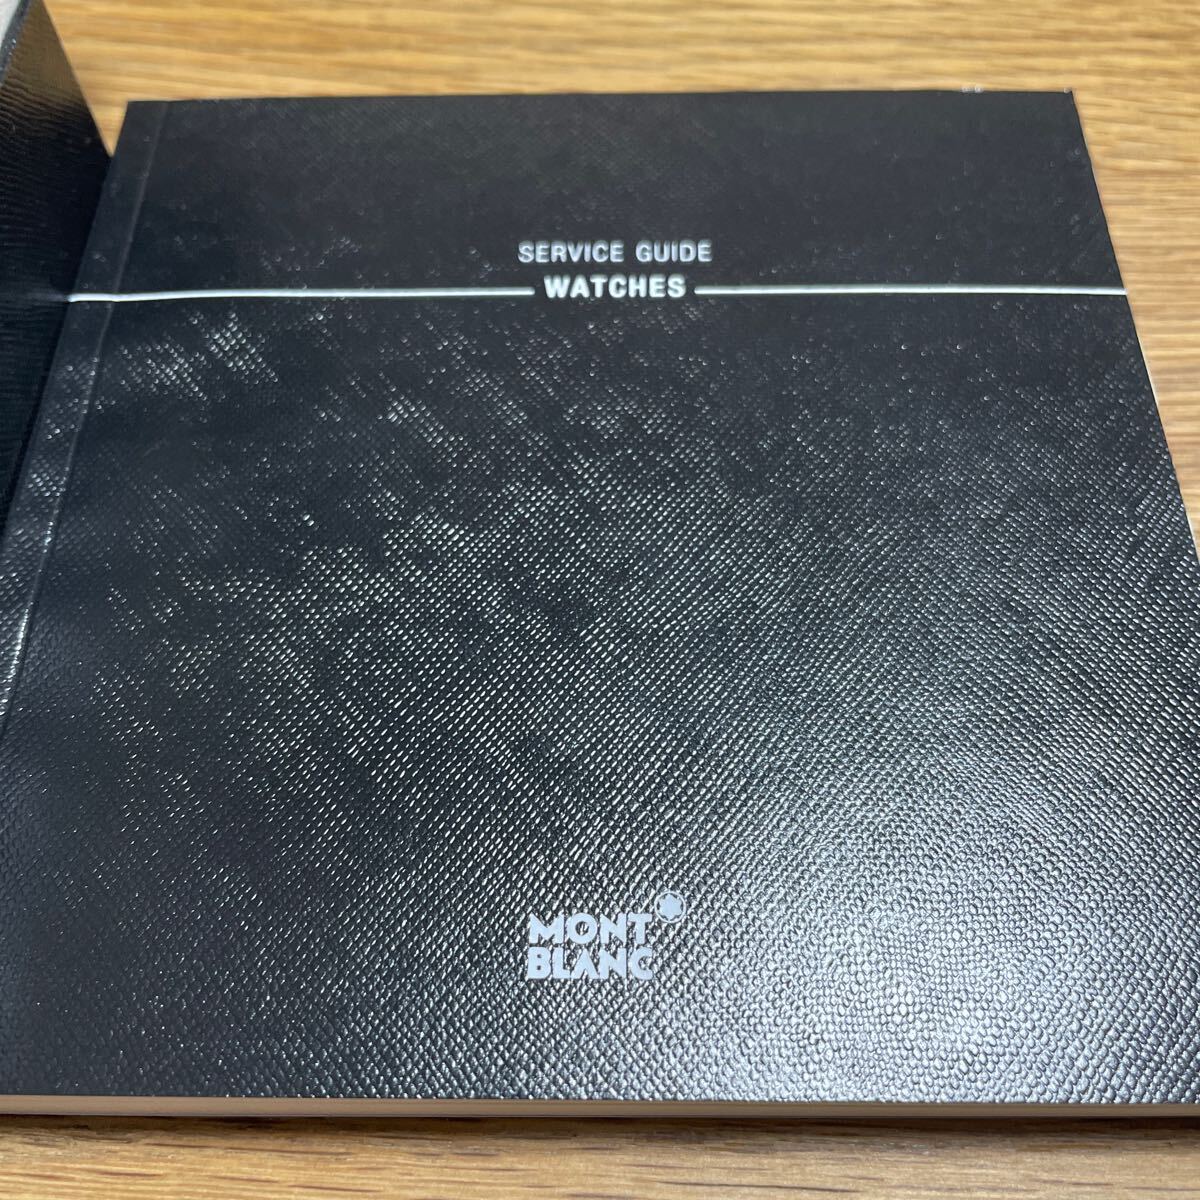 SERVICE GUIDE
WATCHES
MONT
BLANC